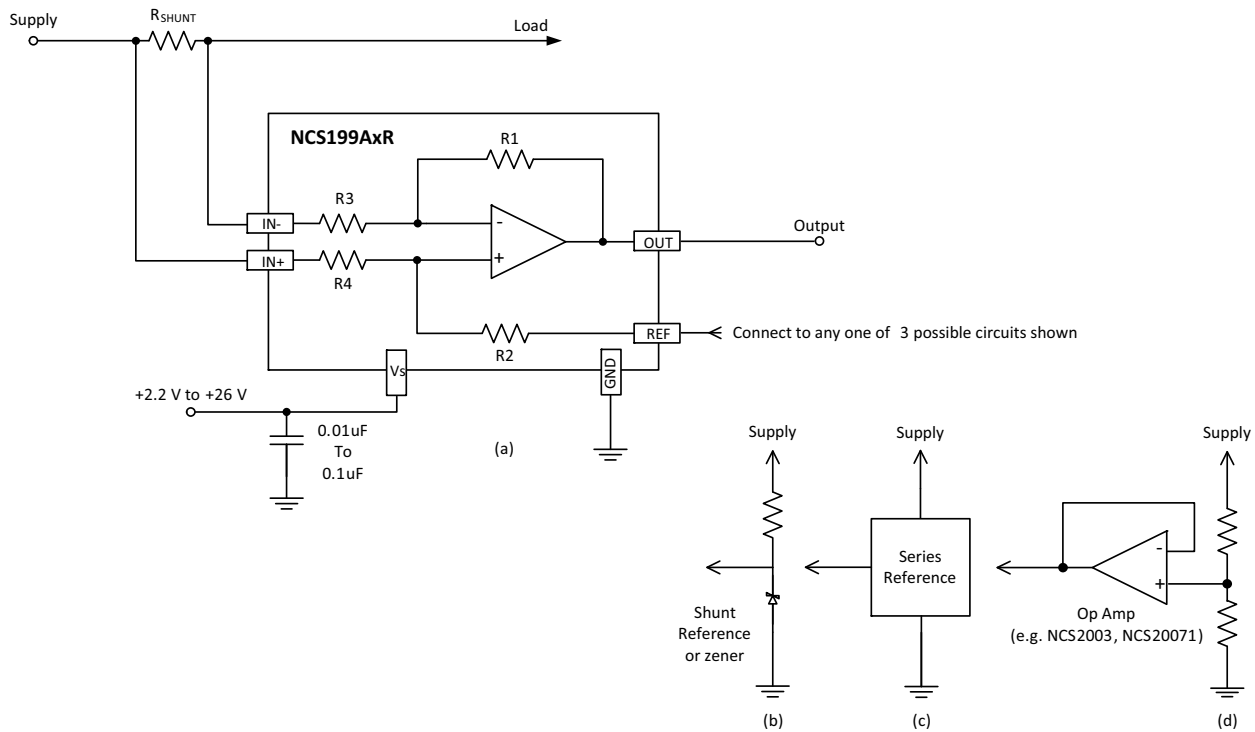 Supply
R_SHUNT
Load
NCS199AxR
R1
R3
IN-
-
Output
OUT
IN+
+
R4
REF
Connect to any one of 3 possible circuits shown
R2
Vs
GND
+2.2 V to +26 V
0.01uF
To
0.1uF
(a)
Supply
Supply
Supply
Series
Reference
-
+
Shunt
Reference
or zener
Op Amp
(e.g. NCS2003, NCS20071)
(b)
(c)
(d)